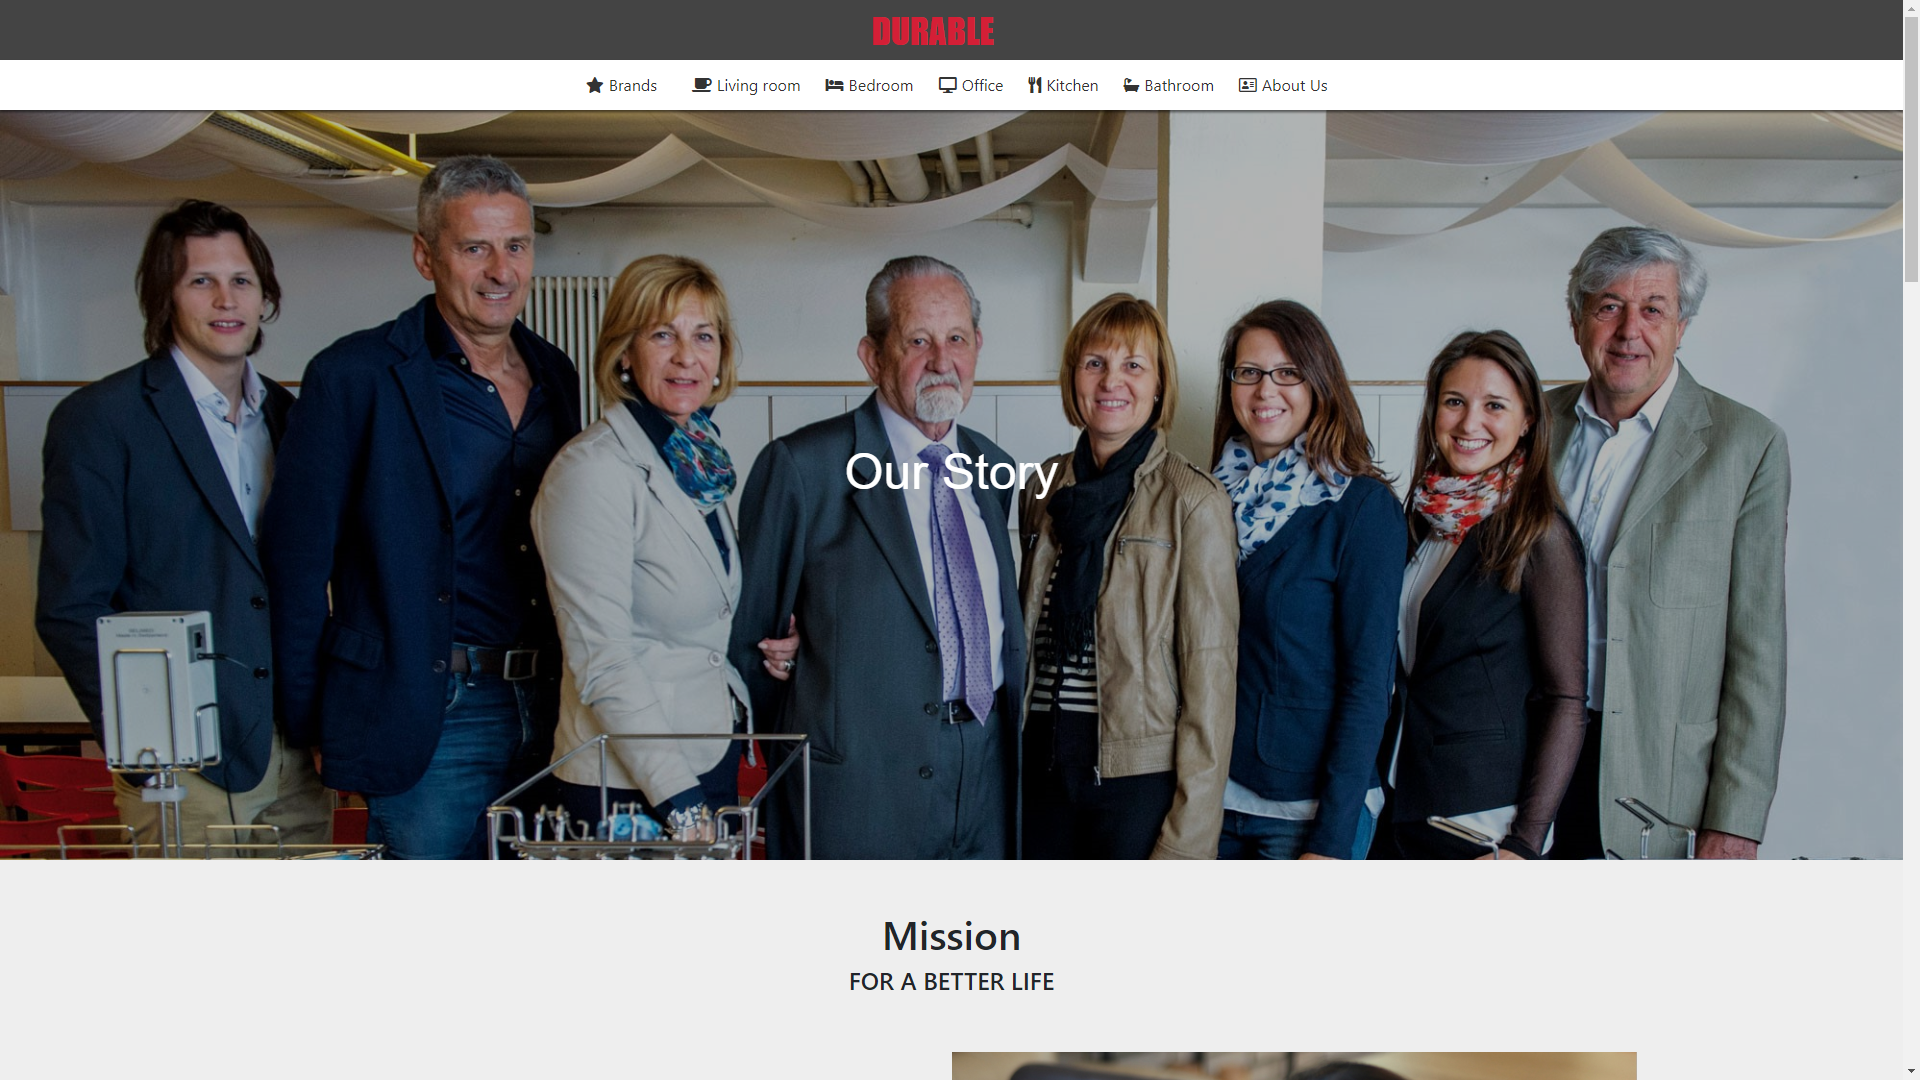 DURABLE
Brands Living room Bedroom Office Kitchen Bathroom About Us
Our Story
Mission
FOR A BETTER LIFE